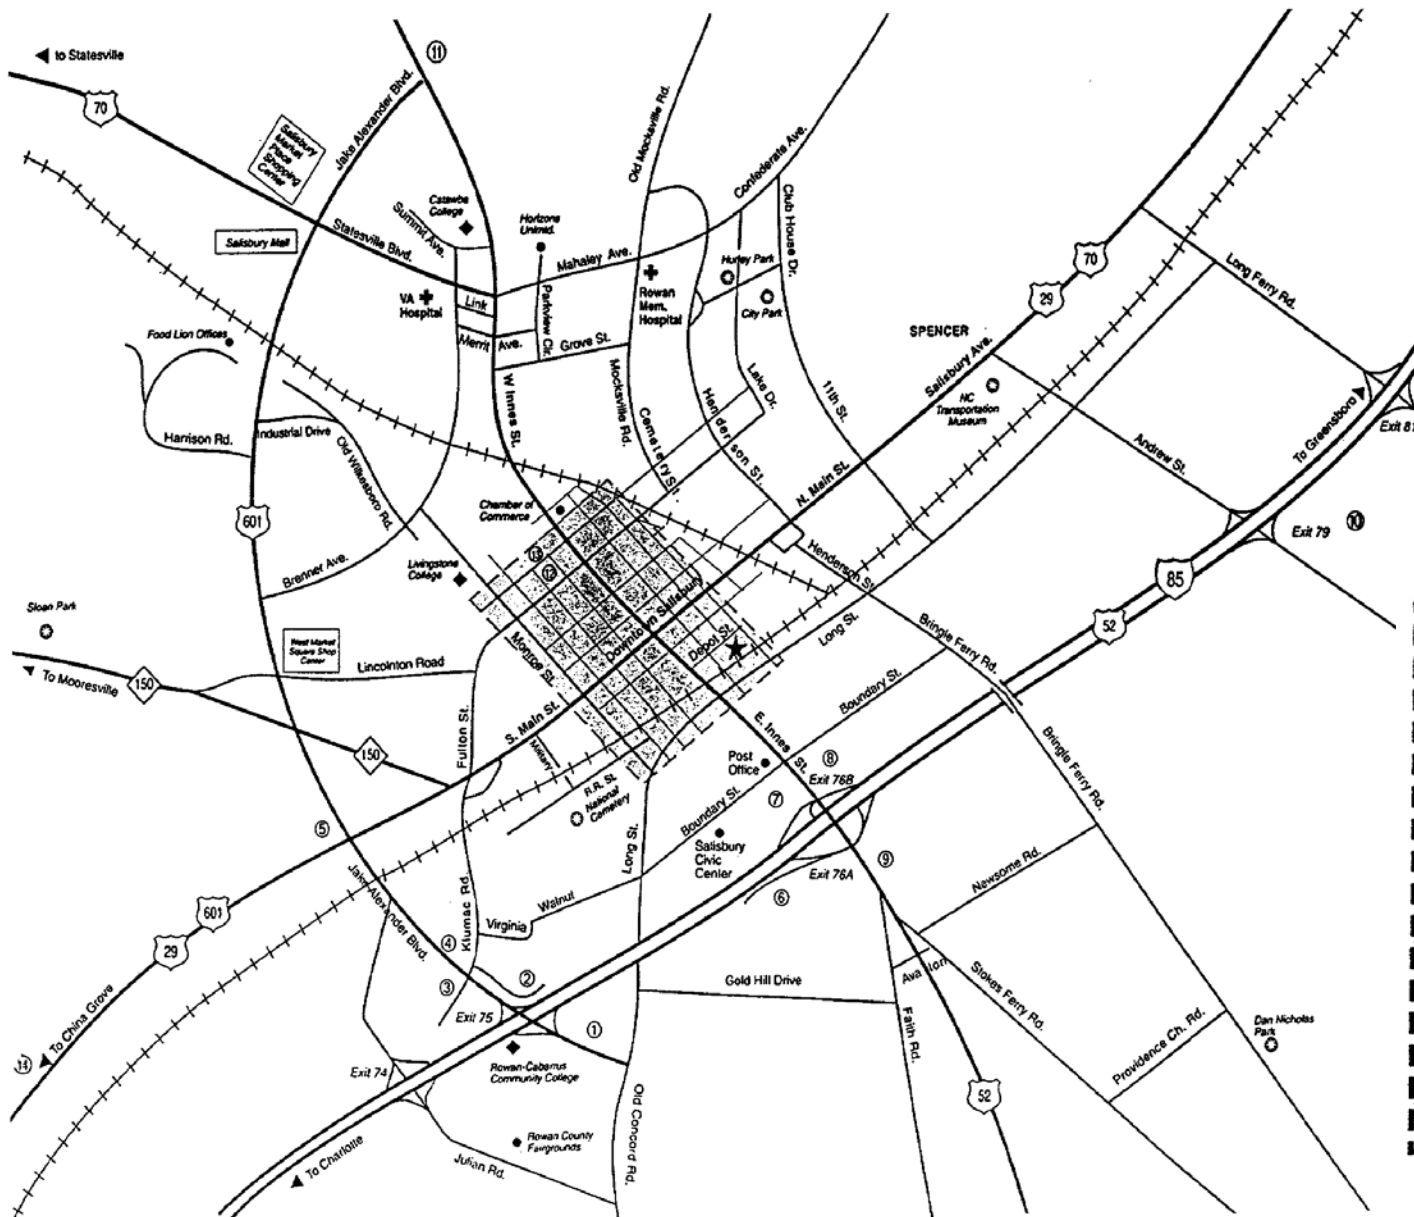 to Statesville
70
11
Jake Alexander Blvd.
Salisbury
Market
Place
Shopping
Center
Salisbury Mall
Statesville Blvd.
Summit Ave.
Catawba
College
Horizons
Unimid.
Mahaley Ave.
Old Mocksville Rd.
Confederate Ave.
Club House Dr.
Hurley Park
City Park
Rowan
Mem.
Hospital
VA
Hospital
Link
Merrit Ave.
Parkview Cir.
Grove St.
Food Lion Offices
Harrison Rd.
Industrial Drive
Old Wilkesboro Rd.
W Innes St.
Mocksville Rd.
Cemetery St.
Henderson St.
Lake Dr.
11th St.
SPENCER
Salisbury Ave.
29
70
Long Ferry Rd.
NC
Transportation
Museum
Andrew St.
To Greensboro
Exit 81
Exit 79
10
N. Main St.
601
Brenner Ave.
Chamber of
Commerce
13
12
Livingstone
College
Downtown Salisbury
Henderson St.
Long St.
Depot St.
Bringle Ferry Rd.
85
52
Sloan Park
150
To Mooresville
West Market
Square Shop
Center
Lincolnton Road
Monroe St.
Fulton St.
S. Main St.
Military
150
R.R. St.
National
Cemetery
Boundary St.
E. Innes St.
Post
Office
8
Exit 76B
7
Boundary St.
Bringle Ferry Rd.
5
Long St.
Salisbury
Civic
Center
Exit 76A
9
6
Newsome Rd.
Jake Alexander Blvd.
Klumac Rd.
Walnut
Virginia
601
29
4
3
2
Gold Hill Drive
Avalon
Stokes Ferry Rd.
Faith Rd.
To China Grove
14
Exit 75
1
Rowan-Cabarrus
Community College
Exit 74
Providence Ch. Rd.
Dan Nicholas
Park
52
Old Concord Rd.
Rowan County
Fairgrounds
Julian Rd.
To Charlotte